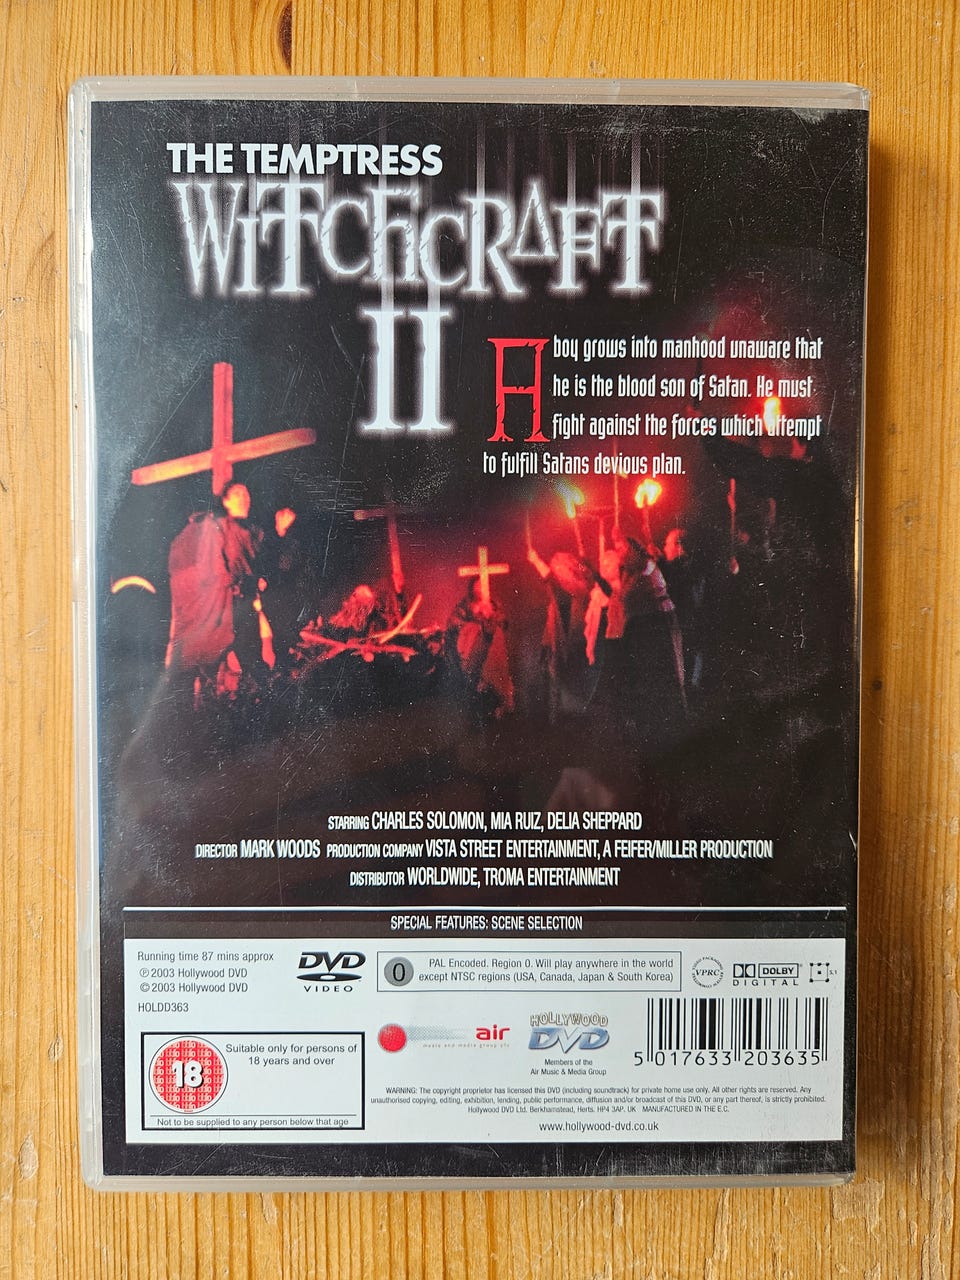 THE TEMPTRESS
WITCHCRAFT
II
A boy grows into manhood unaware that
he is the blood son of Satan. He must
fight against the forces which attempt
to fulfill Satans devious plan.
STARRING CHARLES SOLOMON, MIA RUIZ, DELIA SHEPPARD
DIRECTOR MARK WOODS PRODUCTION COMPANY VISTA STREET ENTERTAINMENT, A FEIFER/MILLER PRODUCTION
DISTRIBUTOR WORLDWIDE, TROMA ENTERTAINMENT
SPECIAL FEATURES: SCENE SELECTION
Running time 87 mins approx
℗ 2003 Hollywood DVD
© 2003 Hollywood DVD
HOLDD363
DVD
VIDEO
0
PAL Encoded. Region 0. Will play anywhere in the world
except NTSC regions (USA, Canada, Japan & South Korea)
VPRC
DOLBY
DIGITAL
5.1
18
Suitable only for persons of
18 years and over
Not to be supplied to any person below that age
air
music and media group plc
HOLLYWOOD
DVD
Members of the
Air Music & Media Group
5 017633 203635
WARNING: The copyright proprietor has licensed this DVD (including soundtrack) for private home use only. All other rights are reserved. Any
unauthorised copying, editing, exhibition, lending, public performance, diffusion and/or broadcast of this DVD, or any part thereof, is strictly prohibited.
Hollywood DVD Ltd. Berkhamstead, Herts. HP4 3AP. UK MANUFACTURED IN THE E.C.
www.hollywood-dvd.co.uk